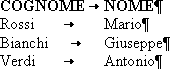 COGNOME → NOME¶
Rossi → Mario¶
Bianchi → Giuseppe¶
Verdi → Antonio¶